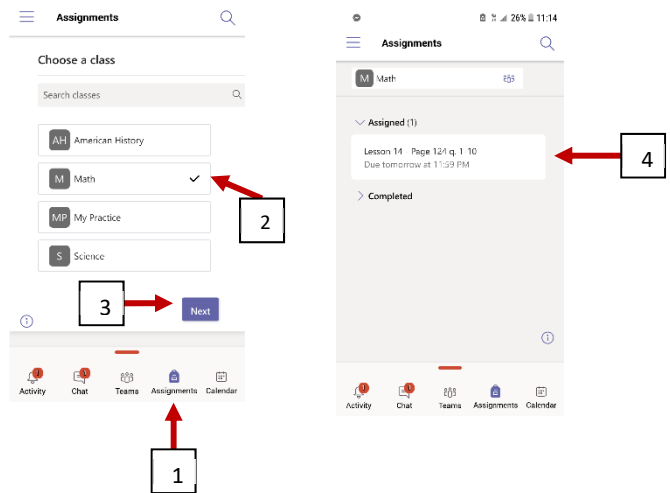 Assignments
Choose a class
Search classes
AH American History
M Math
MP My Practice
S Science
3
Next
2
Activity Chat Teams Assignments Calendar
1
26% 11:14
Assignments
M Math
Assigned (1)
Lesson 14 - Page 124 q. 1-10
Due tomorrow at 11:59 PM
4
Completed
Activity Chat Teams Assignments Calendar